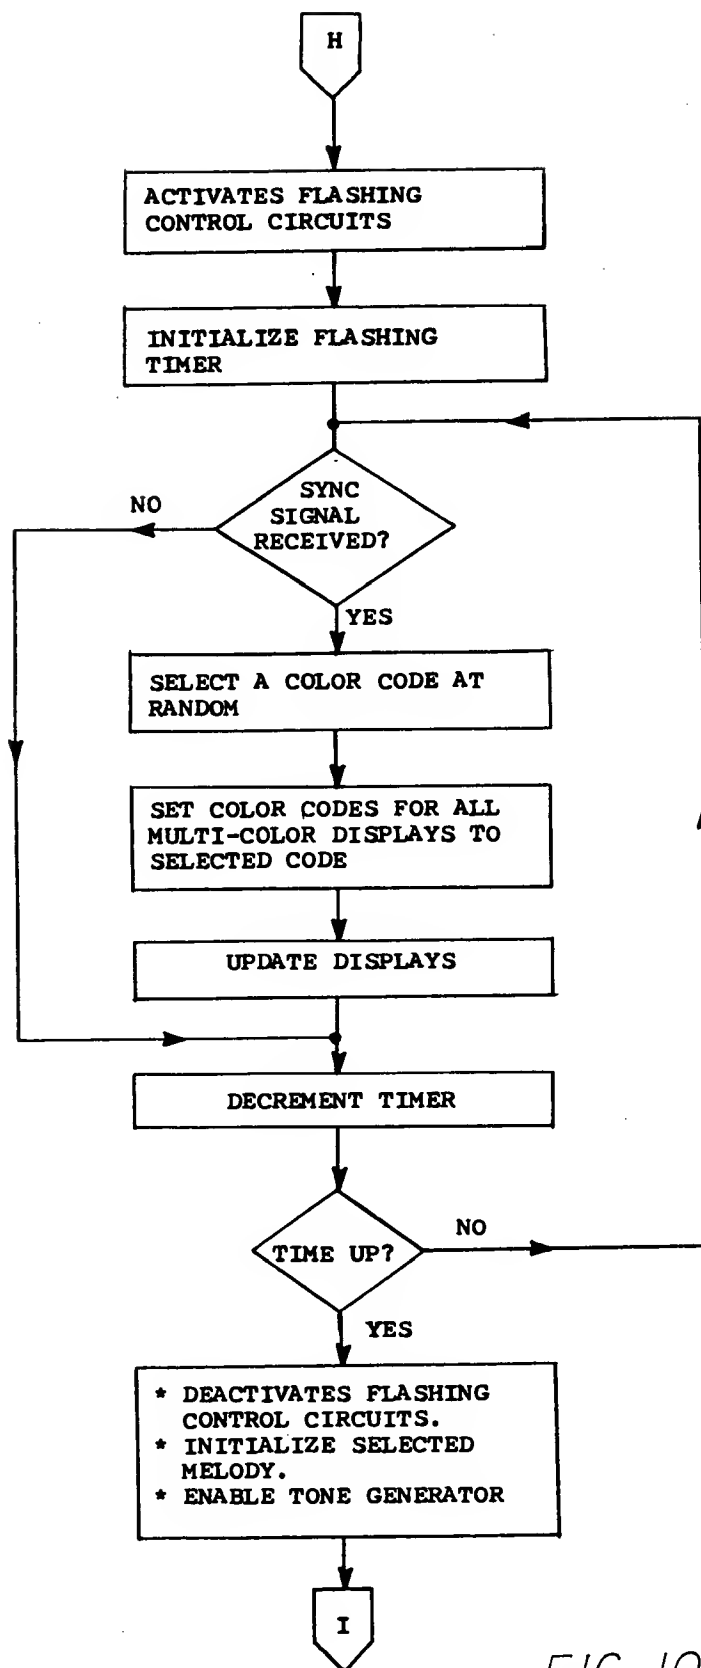 H
ACTIVATES FLASHING
CONTROL CIRCUITS
INITIALIZE FLASHING
TIMER
SYNC
SIGNAL
RECEIVED?
NO
YES
SELECT A COLOR CODE AT
RANDOM
SET COLOR CODES FOR ALL
MULTI-COLOR DISPLAYS TO
SELECTED CODE
UPDATE DISPLAYS
DECREMENT TIMER
TIME UP?
NO
YES
* DEACTIVATES FLASHING
CONTROL CIRCUITS.
* INITIALIZE SELECTED
MELODY.
* ENABLE TONE GENERATOR
I